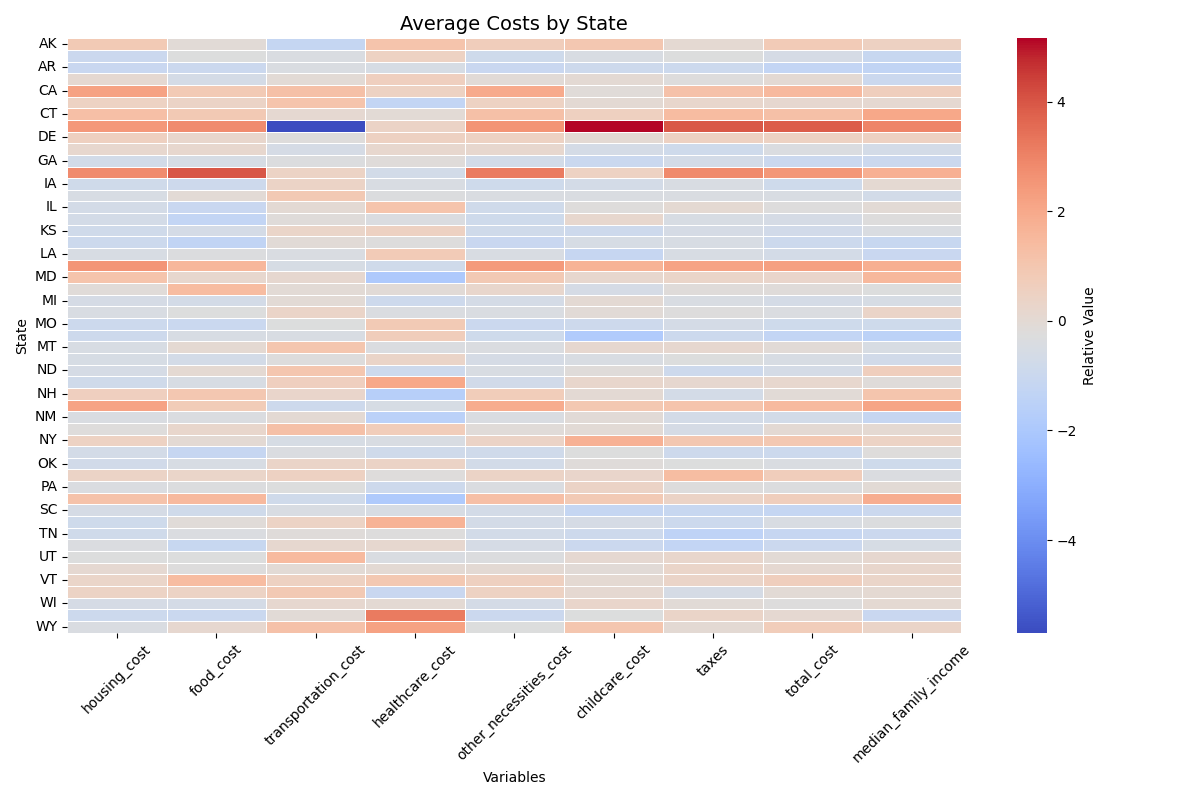 Average Costs by State
AK
AR
CA
CT
DE
GA
IA
IL
KS
LA
MD
MI
MO
MT
ND
NH
NM
NY
OK
PA
SC
TN
UT
VT
WI
WY
State
housing_cost
food_cost
transportation_cost
healthcare_cost
other_necessities_cost
childcare_cost
taxes
total_cost
median_family_income
Variables
4
2
0
−2
−4
Relative Value